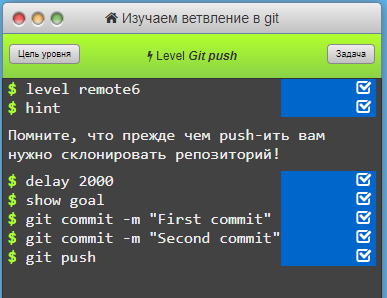 Изучаем ветвление в git
Цель уровня
Level Git push
Задача
$ level remote6
$ hint
Помните, что прежде чем push-ить вам
нужно склонировать репозиторий!
$ delay 2000
$ show goal
$ git commit -m "First commit"
$ git commit -m "Second commit"
$ git push